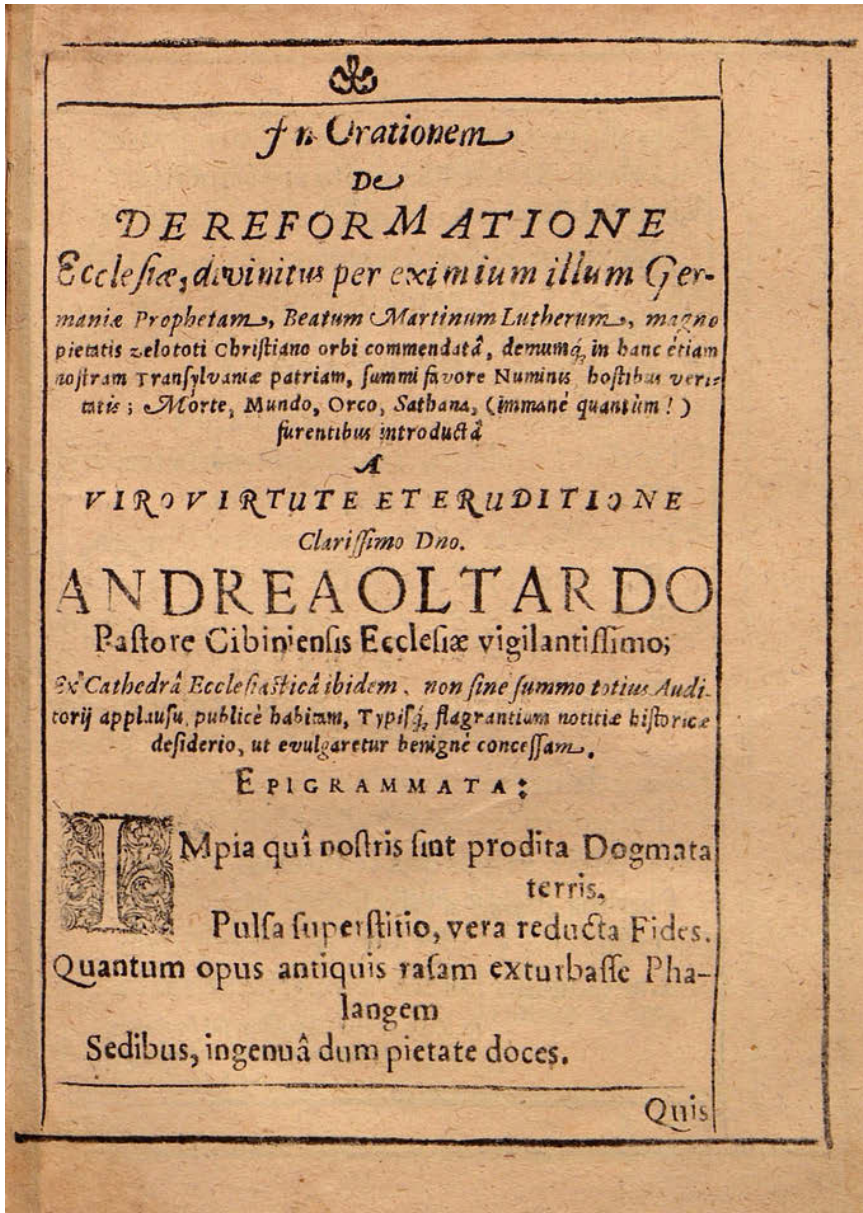 In Orationem
De
DE REFORMATIONE
Ecclesiæ, divinitus per eximium illum Ger-
maniæ Prophetam, Beatum Martinum Lutherum, magno
pietatis zelo toti Christiano orbi commendatâ, demumq́, in hanc etiam
nostram Transylvaniæ patriam, summi favore Numinis hostibus veri-
tatis; Morte, Mundo, Orco, Sathana, (immanè quantùm!)
furentibus introductâ
A
VIRO VIRTUTE ET ERUDITIONE
Clarissimo Dno.
ANDREA OLTARDO
Pastore Cibiniensis Ecclesiæ vigilantissimo;
Ex Cathedrâ Ecclesiasticâ ibidem, non sine summo totius Audi-
torij applausu, publicè habitam, Typisq́, flagrantium notitiæ historicæ
desiderio, ut evulgaretur benignè concessam.
EPIGRAMMATA:
IMpia quî nostris sint prodita Dogmata
terris.
Pulsa superstitio, vera reducta Fides.
Quantum opus antiquis rasam exturbasse Pha-
langem
Sedibus, ingenuâ dum pietate doces.
Quis